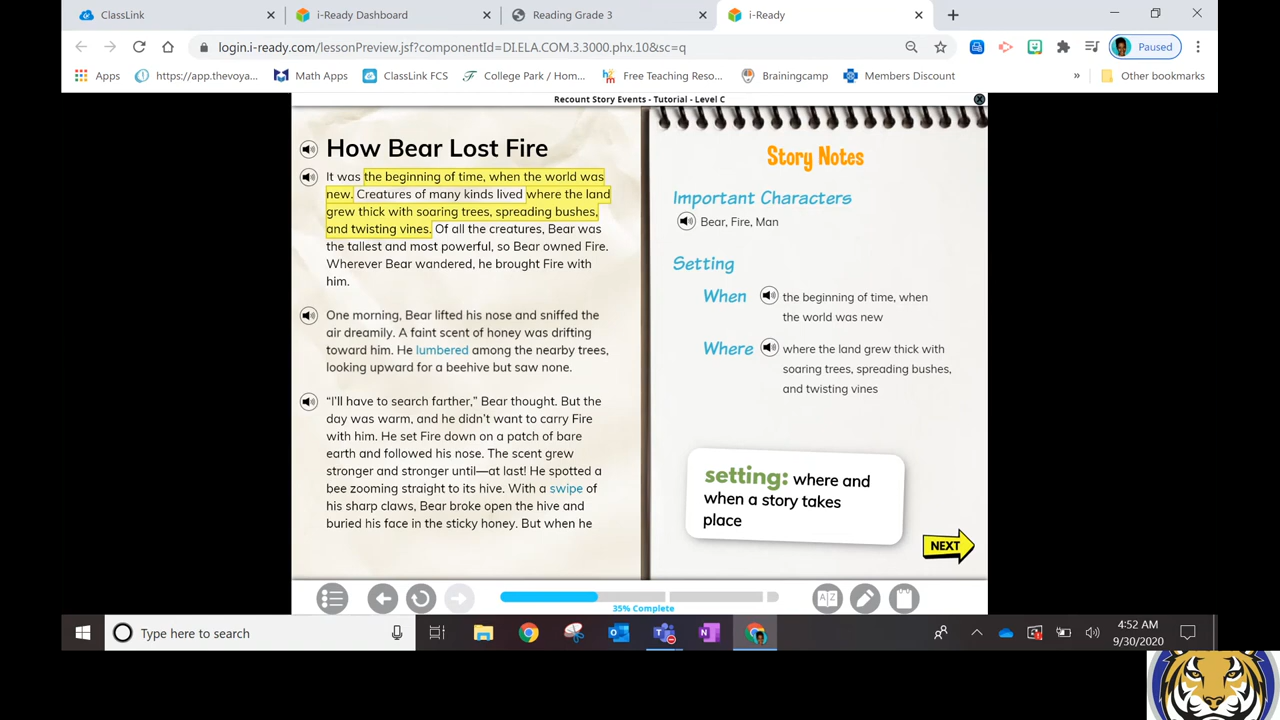 ClassLink
i-Ready Dashboard
Reading Grade 3
i-Ready
login.i-ready.com/lessonPreview.jsf?componentId=DI.ELA.COM.3.3000.phx.10&sc=q
Paused
Apps
https://app.thevoya...
Math Apps
ClassLink FCS
College Park / Hom...
Free Teaching Reso...
Brainingcamp
Members Discount
»
Other bookmarks
Recount Story Events - Tutorial - Level C
How Bear Lost Fire
It was the beginning of time, when the world was
new. Creatures of many kinds lived where the land
grew thick with soaring trees, spreading bushes,
and twisting vines. Of all the creatures, Bear was
the tallest and most powerful, so Bear owned Fire.
Wherever Bear wandered, he brought Fire with
him.
One morning, Bear lifted his nose and sniffed the
air dreamily. A faint scent of honey was drifting
toward him. He lumbered among the nearby trees,
looking upward for a beehive but saw none.
“I’ll have to search farther,” Bear thought. But the
day was warm, and he didn’t want to carry Fire
with him. He set Fire down on a patch of bare
earth and followed his nose. The scent grew
stronger and stronger until—at last! He spotted a
bee zooming straight to its hive. With a swipe of
his sharp claws, Bear broke open the hive and
buried his face in the sticky honey. But when he
Story Notes
Important Characters
Bear, Fire, Man
Setting
When the beginning of time, when
the world was new
Where where the land grew thick with
soaring trees, spreading bushes,
and twisting vines
setting: where and
when a story takes
place
NEXT
35% Complete
A Z
Type here to search
4:52 AM
9/30/2020